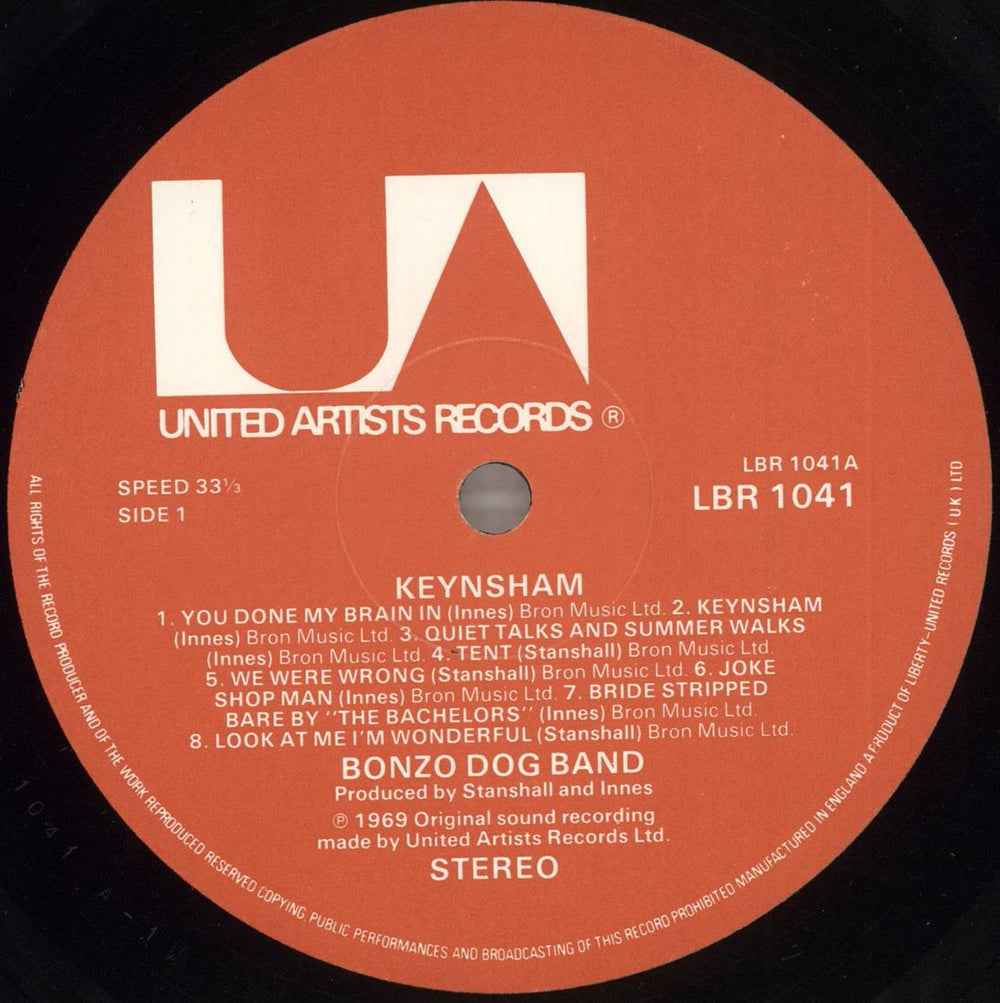 UA
UNITED ARTISTS RECORDS ®
SPEED 33⅓
SIDE 1
LBR 1041A
LBR 1041
KEYNSHAM
1. YOU DONE MY BRAIN IN (Innes) Bron Music Ltd. 2. KEYNSHAM
(Innes) Bron Music Ltd. 3. QUIET TALKS AND SUMMER WALKS
(Innes) Bron Music Ltd. 4. TENT (Stanshall) Bron Music Ltd.
5. WE WERE WRONG (Stanshall) Bron Music Ltd. 6. JOKE
SHOP MAN (Innes) Bron Music Ltd. 7. BRIDE STRIPPED
BARE BY "THE BACHELORS" (Innes) Bron Music Ltd.
8. LOOK AT ME I'M WONDERFUL (Stanshall) Bron Music Ltd.
BONZO DOG BAND
Produced by Stanshall and Innes
℗ 1969 Original sound recording
made by United Artists Records Ltd.
STEREO
ALL RIGHTS OF THE RECORD PRODUCER AND OF THE WORK REPRODUCED RESERVED COPYING, PUBLIC PERFORMANCES AND BROADCASTING OF THIS RECORD PROHIBITED MANUFACTURED IN ENGLAND A PRODUCT OF LIBERTY-UNITED RECORDS (UK) LTD